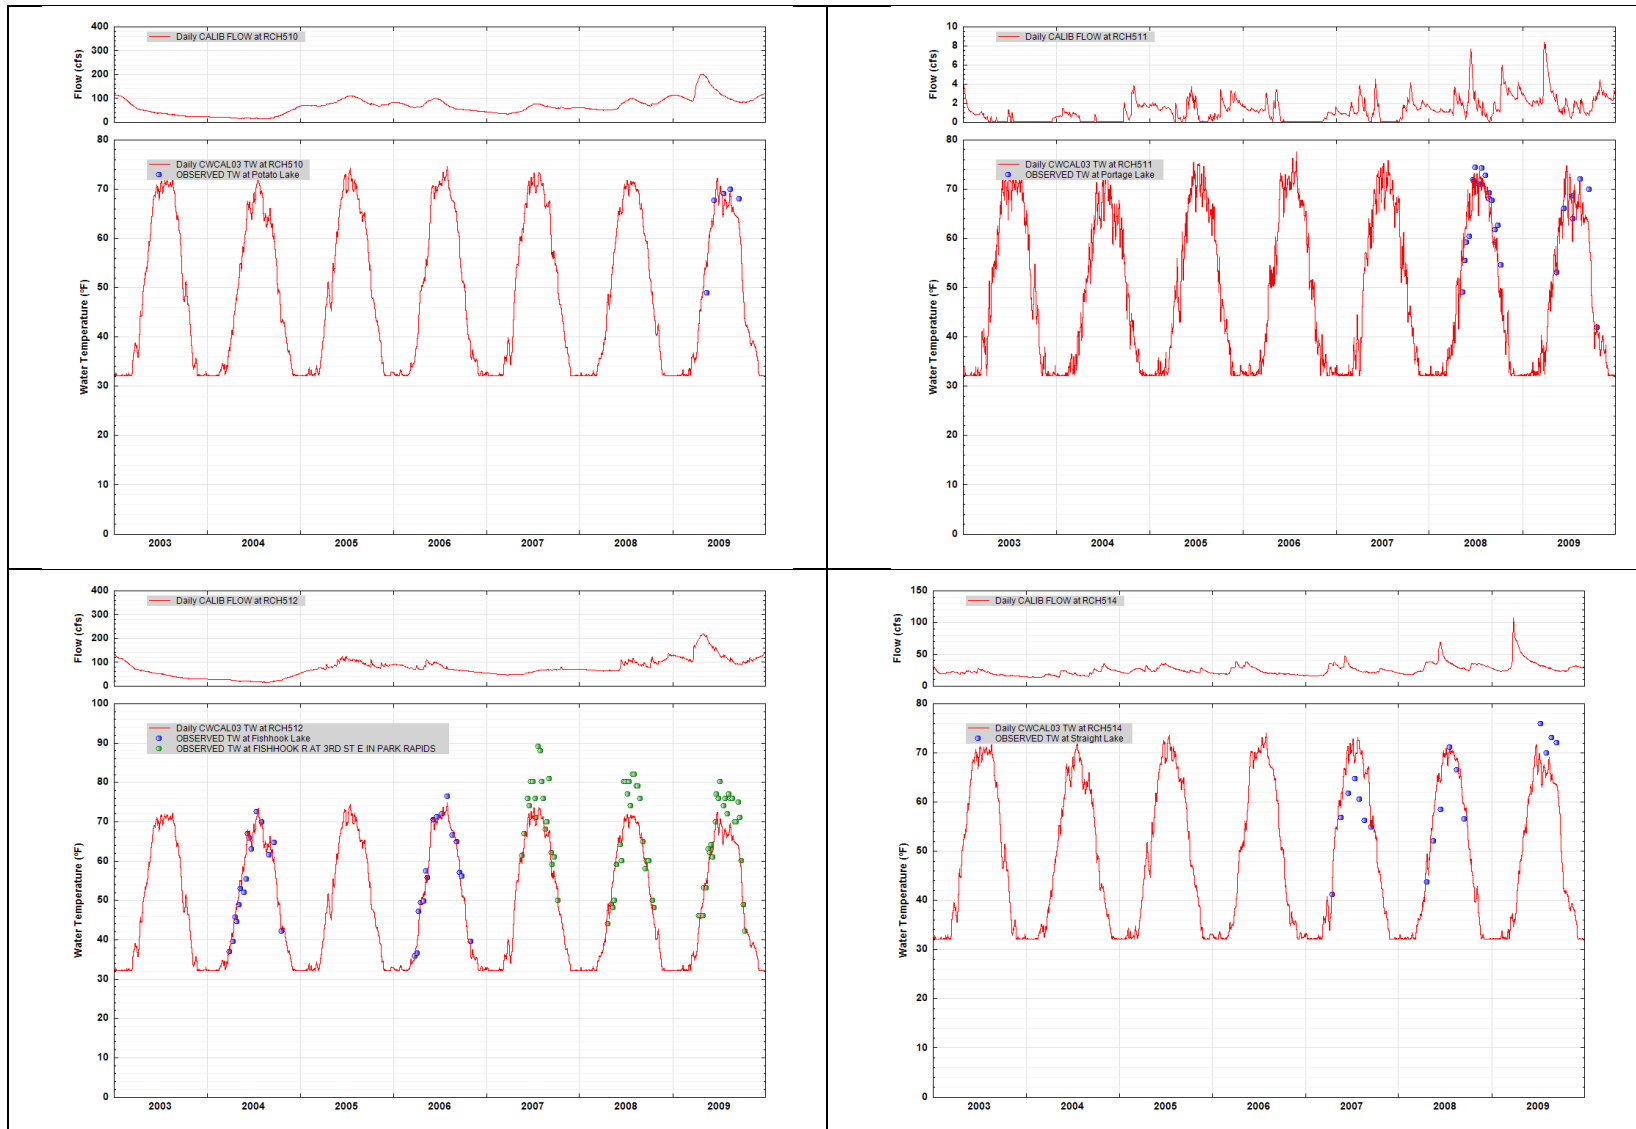 400
300
200
100
0
Flow (cfs)
Daily CALIB FLOW at RCH510
80
70
60
50
40
30
20
10
0
Water Temperature (°F)
Daily CWCAL03 TW at RCH510
OBSERVED TW at Potato Lake
2003 2004 2005 2006 2007 2008 2009
10
8
6
4
2
0
Flow (cfs)
Daily CALIB FLOW at RCH511
80
70
60
50
40
30
20
10
0
Water Temperature (°F)
Daily CWCAL03 TW at RCH511
OBSERVED TW at Portage Lake
2003 2004 2005 2006 2007 2008 2009
400
300
200
100
0
Flow (cfs)
Daily CALIB FLOW at RCH512
100
90
80
70
60
50
40
30
20
10
0
Water Temperature (°F)
Daily CWCAL03 TW at RCH512
OBSERVED TW at Fishhook Lake
OBSERVED TW at FISHHOOK R AT 3RD ST E IN PARK RAPIDS
2003 2004 2005 2006 2007 2008 2009
150
100
50
0
Flow (cfs)
Daily CALIB FLOW at RCH514
80
70
60
50
40
30
20
10
0
Water Temperature (°F)
Daily CWCAL03 TW at RCH514
OBSERVED TW at Straight Lake
2003 2004 2005 2006 2007 2008 2009